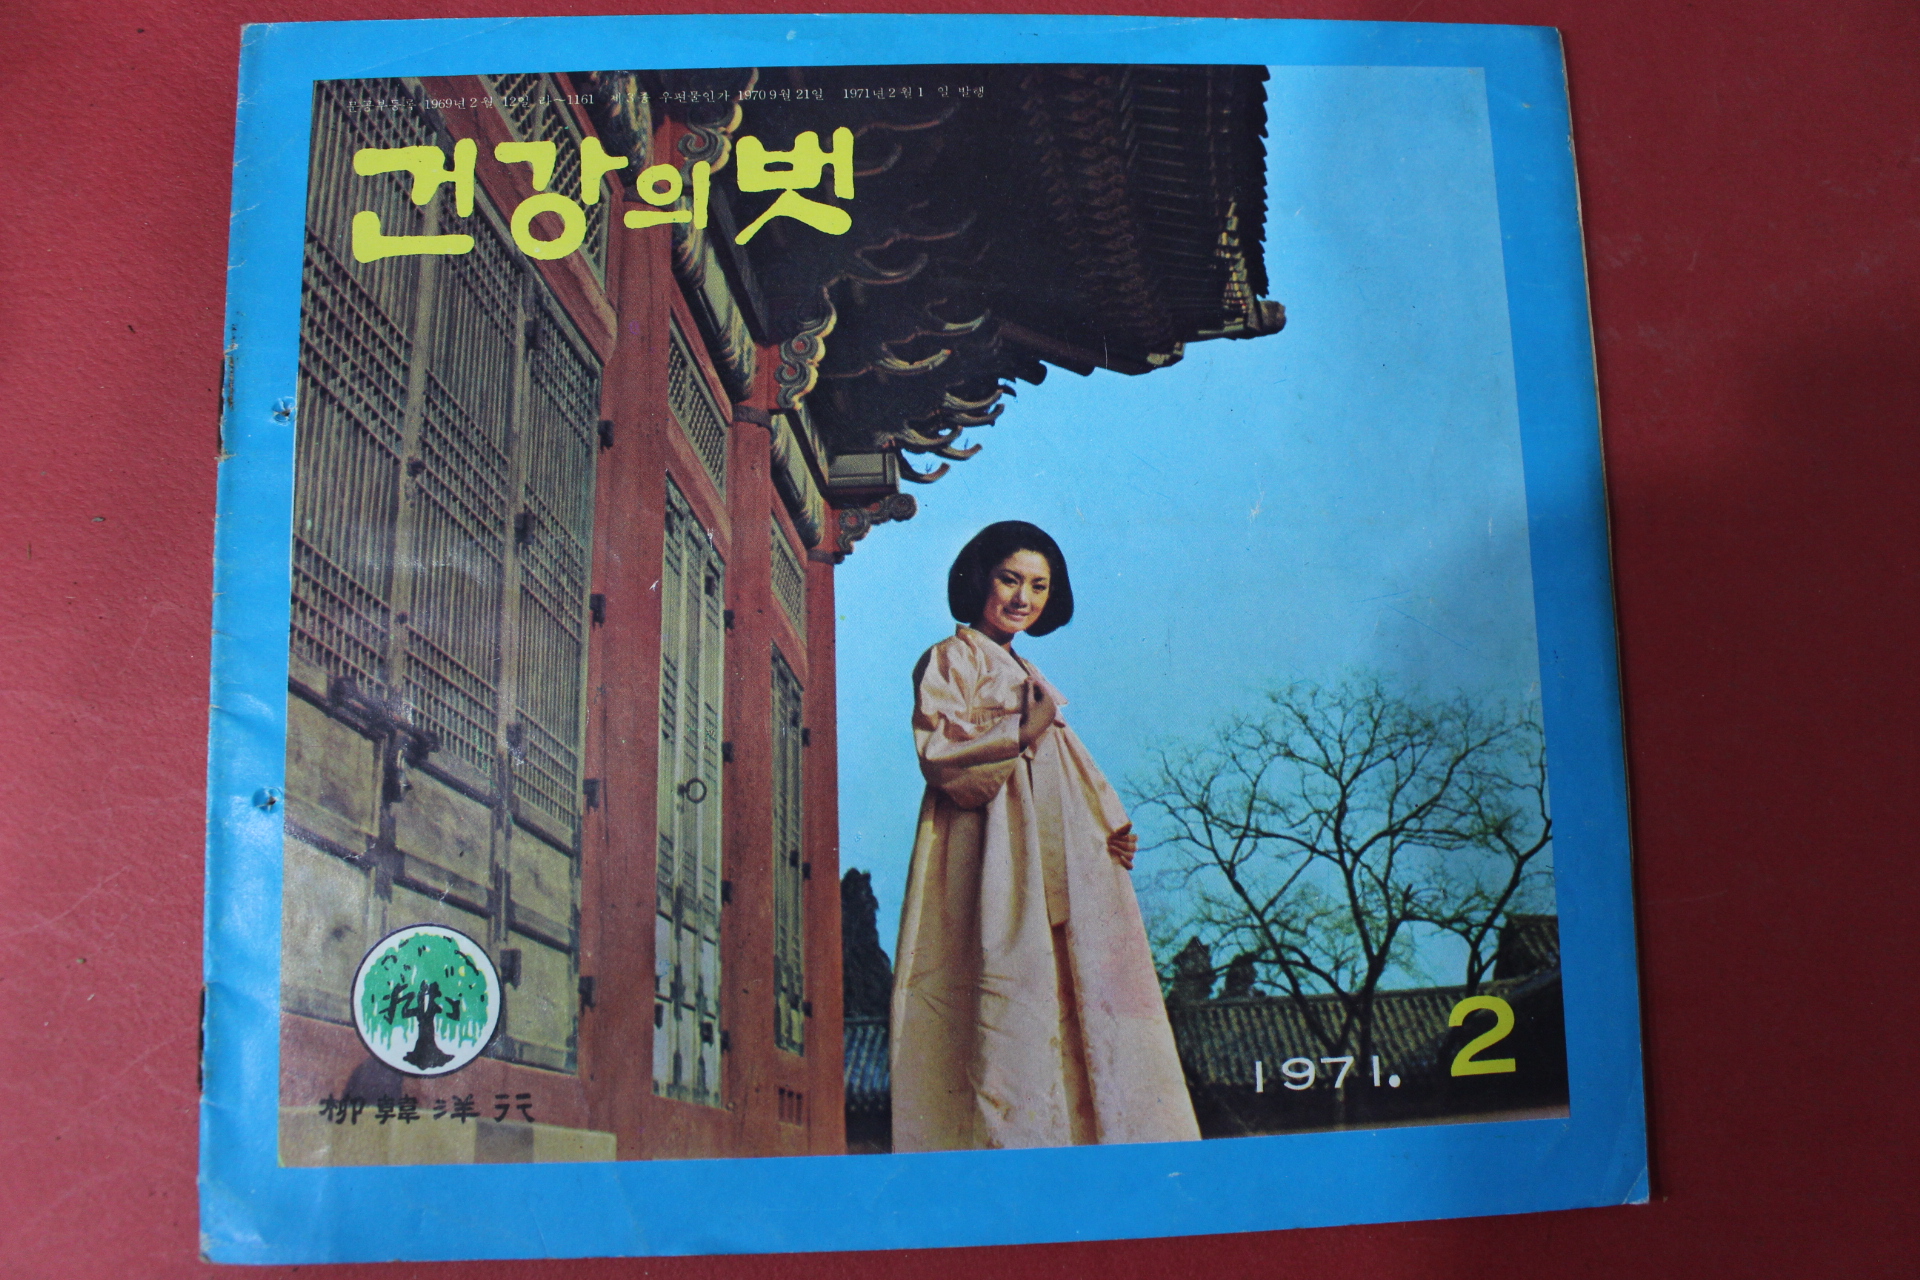 문공부등록 1969년 2월 12일 라~1161 제3종 우편물인가 1970 9월 21일 1971년 2월 1 일 발행
건강의벗
柳韓洋行
1971. 2